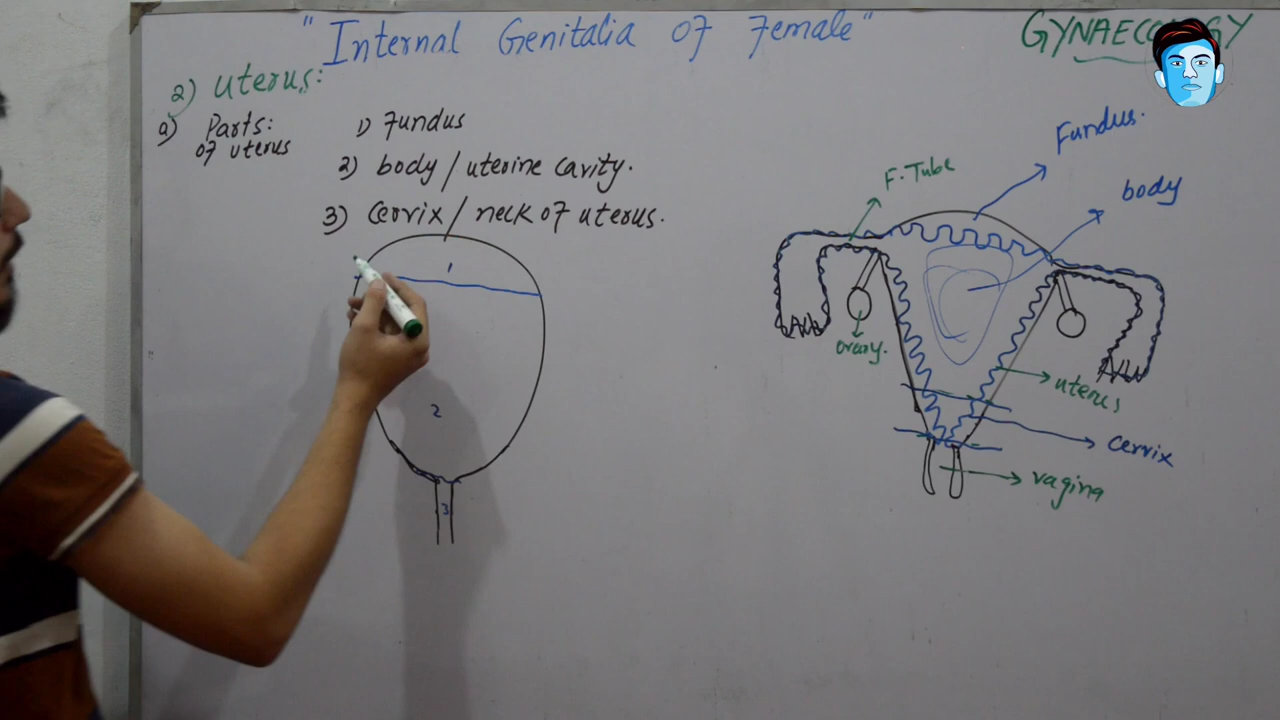 "Internal Genitalia of Female"
GYNAECOLOGY
2) Uterus:
a) Parts: 1) Fundus
of uterus
2) body / uterine cavity.
3) Cervix / neck of uterus.
1
2
3
Fundus.
F. Tube
body
ovary.
uterus
cervix
vagina